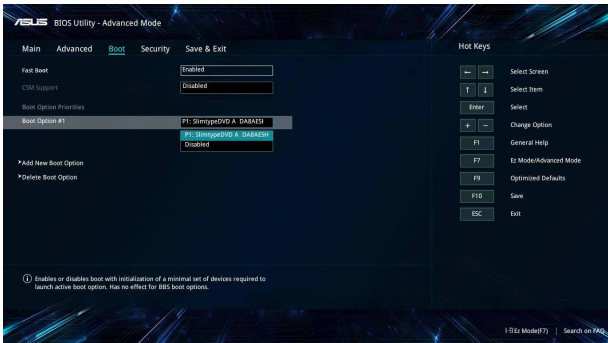 ASUS BIOS Utility - Advanced Mode
Main Advanced Boot Security Save & Exit
Hot Keys
Fast Boot Enabled
CSM Support Disabled
Boot Option Priorities
Boot Option #1 P1: SlimtypeDVD A DA8AESH
P1: SlimtypeDVD A DA8AESH
Disabled
Add New Boot Option
Delete Boot Option
← → Select Screen
↑ ↓ Select Item
Enter Select
+ − Change Option
F1 General Help
F7 Ez Mode/Advanced Mode
F9 Optimized Defaults
F10 Save
ESC Exit
Enables or disables boot with initialization of a minimal set of devices required to
launch active boot option. Has no effect for BBS boot options.
Ez Mode(F7) | Search on FAQ